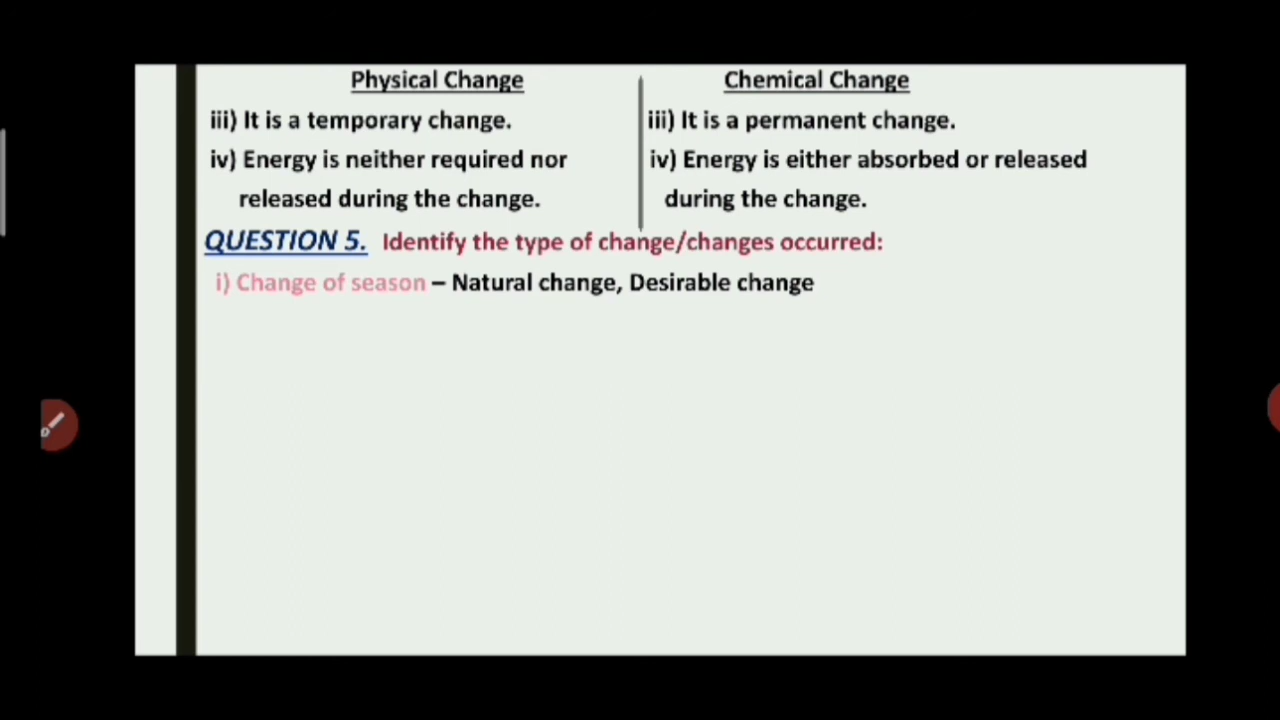 Physical Change
Chemical Change
iii) It is a temporary change.
iii) It is a permanent change.
iv) Energy is neither required nor
released during the change.
iv) Energy is either absorbed or released
during the change.
QUESTION 5. Identify the type of change/changes occurred:
i) Change of season – Natural change, Desirable change